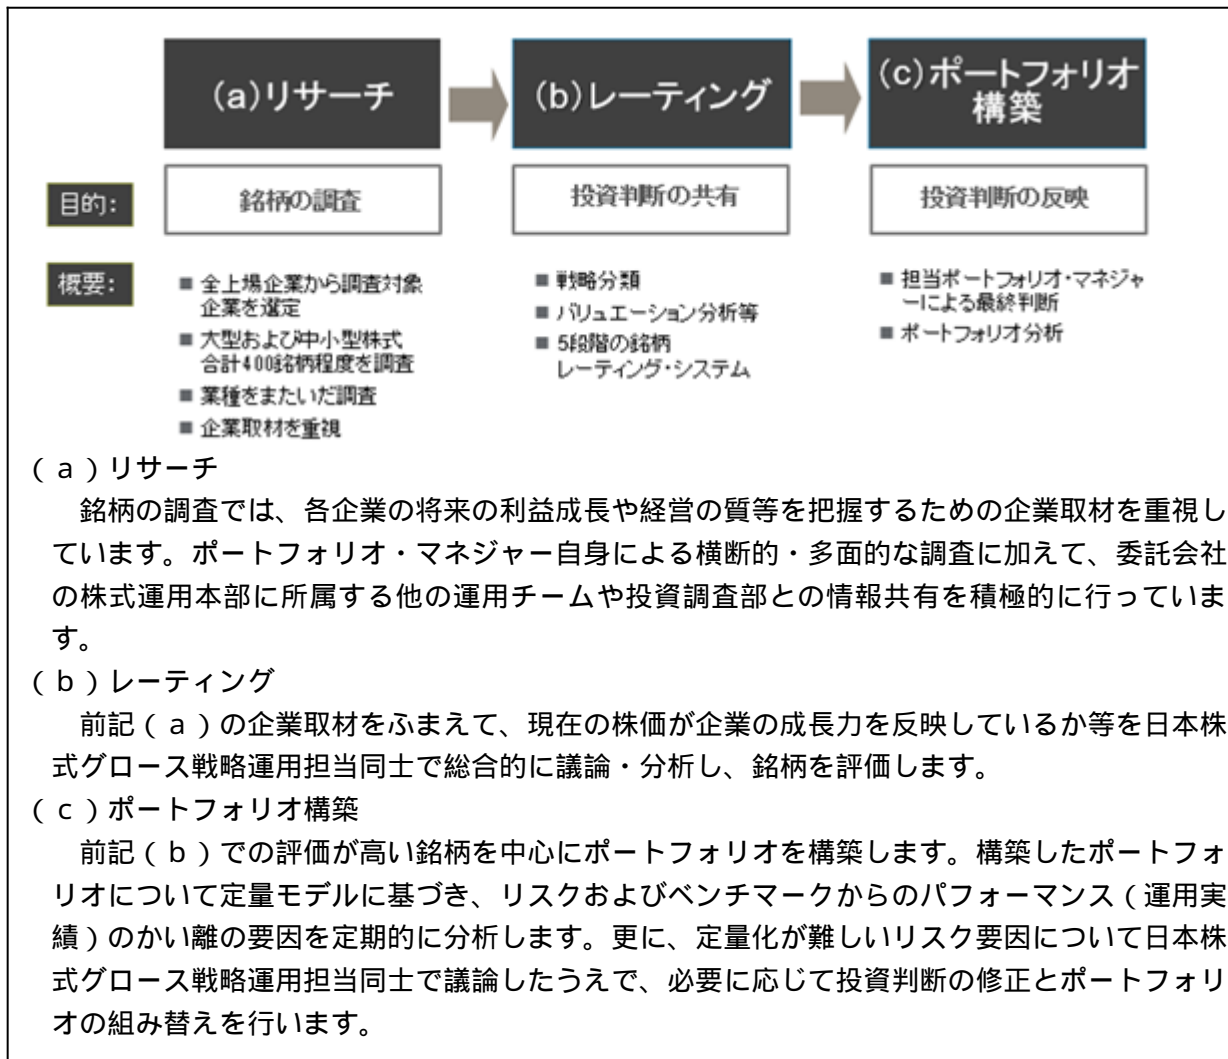 (a)リサーチ
(b)レーティング
(c)ポートフォリオ
構築
目的:
銘柄の調査
投資判断の共有
投資判断の反映
概要:
■ 全上場企業から調査対象
企業を選定
■ 大型および中小型株式
合計400銘柄程度を調査
■ 業種をまたいだ調査
■ 企業取材を重視
■ 戦略分類
■ バリュエーション分析等
■ 5段階の銘柄
レーティング・システム
■ 担当ポートフォリオ・マネジャ
ーによる最終判断
■ ポートフォリオ分析
(a)リサーチ
銘柄の調査では、各企業の将来の利益成長や経営の質等を把握するための企業取材を重視し
ています。ポートフォリオ・マネジャー自身による横断的・多面的な調査に加えて、委託会社
の株式運用本部に所属する他の運用チームや投資調査部との情報共有を積極的に行っていま
す。
(b)レーティング
前記(a)の企業取材をふまえて、現在の株価が企業の成長力を反映しているか等を日本株
式グロース戦略運用担当同士で総合的に議論・分析し、銘柄を評価します。
(c)ポートフォリオ構築
前記(b)での評価が高い銘柄を中心にポートフォリオを構築します。構築したポートフォ
リオについて定量モデルに基づき、リスクおよびベンチマークからのパフォーマンス(運用実
績)のかい離の要因を定期的に分析します。更に、定量化が難しいリスク要因について日本株
式グロース戦略運用担当同士で議論したうえで、必要に応じて投資判断の修正とポートフォリ
オの組み替えを行います。